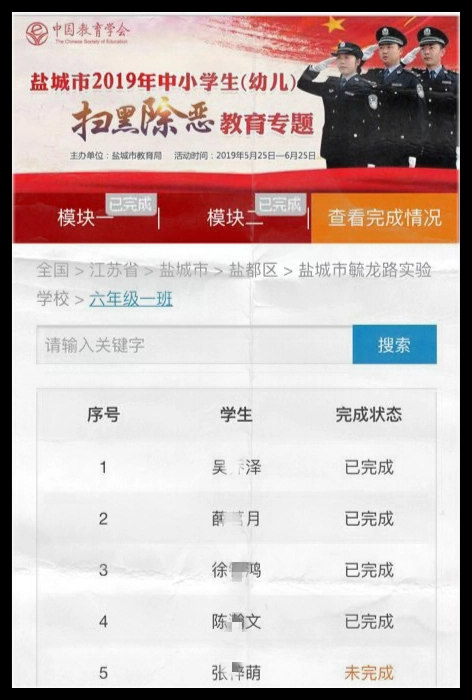 中国教育学会
The Chinese Society of Education
盐城市2019年中小学生(幼儿)
扫黑除恶教育专题
主办单位：盐城市教育局 活动时间：2019年5月25日—6月25日
模块一 已完成 | 模块二 已完成 | 查看完成情况
全国 > 江苏省 > 盐城市 > 盐都区 > 盐城市毓龙路实验
学校 > 六年级一班
请输入关键字 搜索
序号 学生 完成状态
1 吴 泽 已完成
2 薛 月 已完成
3 徐 鸣 已完成
4 陈 文 已完成
5 张 萌 未完成